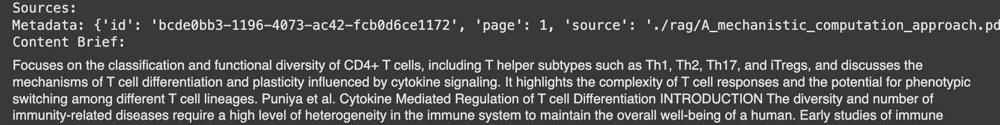 Sources:
Metadata: {'id': 'bcde0bb3-1196-4073-ac42-fcb0d6ce1172', 'page': 1, 'source': './rag/A_mechanistic_computation_approach.pd
Content Brief:
Focuses on the classification and functional diversity of CD4+ T cells, including T helper subtypes such as Th1, Th2, Th17, and iTregs, and discusses the
mechanisms of T cell differentiation and plasticity influenced by cytokine signaling. It highlights the complexity of T cell responses and the potential for phenotypic
switching among different T cell lineages. Puniya et al. Cytokine Mediated Regulation of T cell Differentiation INTRODUCTION The diversity and number of
immunity-related diseases require a high level of heterogeneity in the immune system to maintain the overall well-being of a human. Early studies of immune